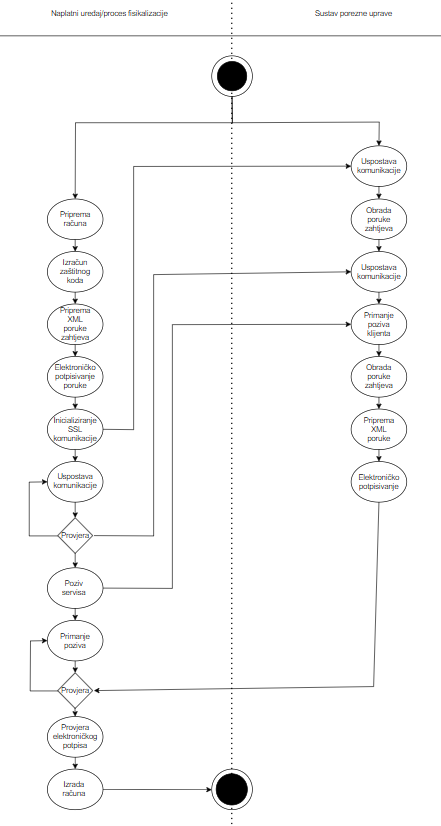 Naplatni uređaj/proces fisikalizacije
Sustav porezne uprave
Uspostava
komunikacije
Priprema
računa
Obrada
poruke
zahtjeva
Izračun
zaštitnog
koda
Uspostava
komunikacije
Priprema
XML
poruke
zahtjeva
Primanje
poziva
klijenta
Elektroničko
potpisivanje
poruke
Obrada
poruke
zahtjeva
Inicializiranje
SSL
komunikacije
Priprema
XML
poruke
Uspostava
komunikacije
Elektroničko
potpisivanje
Provjera
Poziv
servisa
Primanje
poziva
Provjera
Provjera
elektroničkog
potpisa
Izrada
računa